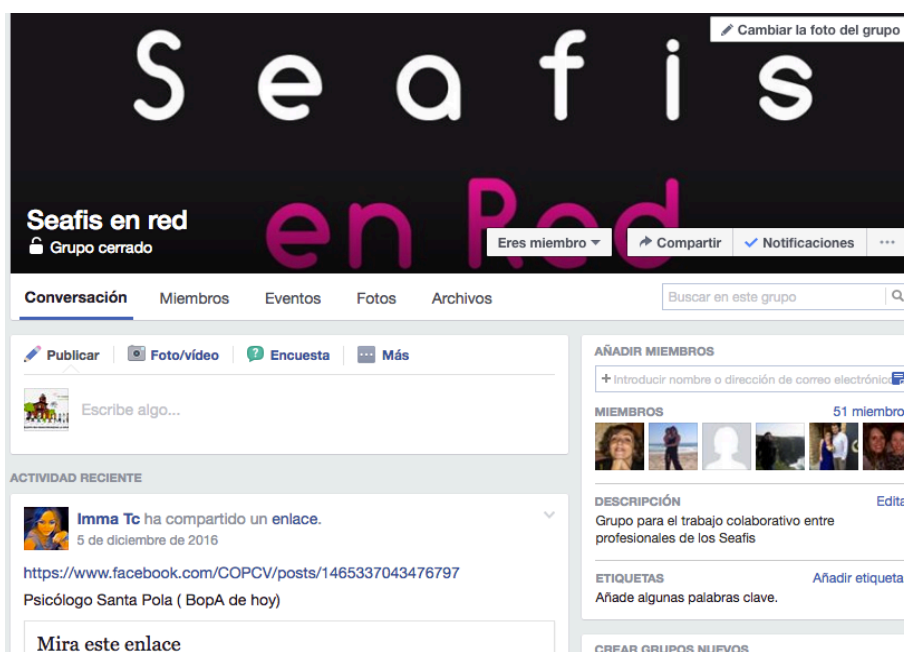 Cambiar la foto del grupo
Seafis
en Red
Seafis en red
Grupo cerrado
Eres miembro
Compartir
Notificaciones
Conversación Miembros Eventos Fotos Archivos
Buscar en este grupo
Publicar Foto/vídeo Encuesta Más
Escribe algo...
ACTIVIDAD RECIENTE
Imma Tc ha compartido un enlace.
5 de diciembre de 2016
https://www.facebook.com/COPCV/posts/1465337043476797
Psicólogo Santa Pola ( BopA de hoy)
Mira este enlace
AÑADIR MIEMBROS
+ Introducir nombre o dirección de correo electrónic
MIEMBROS 51 miembro
DESCRIPCIÓN Edita
Grupo para el trabajo colaborativo entre
profesionales de los Seafis
ETIQUETAS Añadir etiqueta
Añade algunas palabras clave.
CREAR GRUPOS NUEVOS